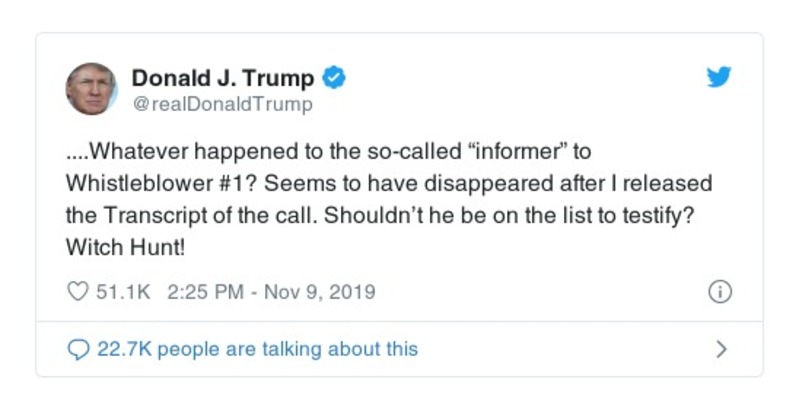 Donald J. Trump
@realDonaldTrump
....Whatever happened to the so-called “informer” to
Whistleblower #1? Seems to have disappeared after I released
the Transcript of the call. Shouldn’t he be on the list to testify?
Witch Hunt!
51.1K 2:25 PM - Nov 9, 2019
22.7K people are talking about this